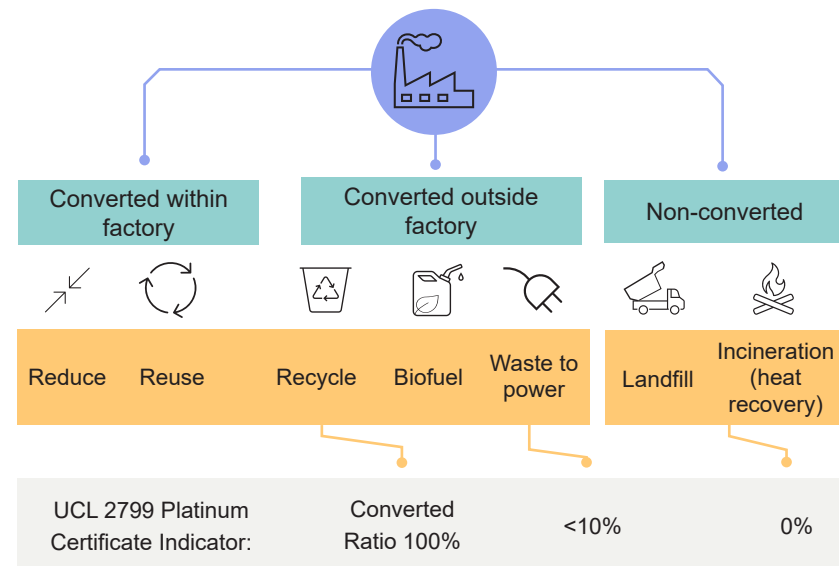 Converted within
factory
Converted outside
factory
Non-converted
Reduce
Reuse
Recycle
Biofuel
Waste to
power
Landfill
Incineration
(heat
recovery)
UCL 2799 Platinum
Certificate Indicator:
Converted
Ratio 100%
<10%
0%